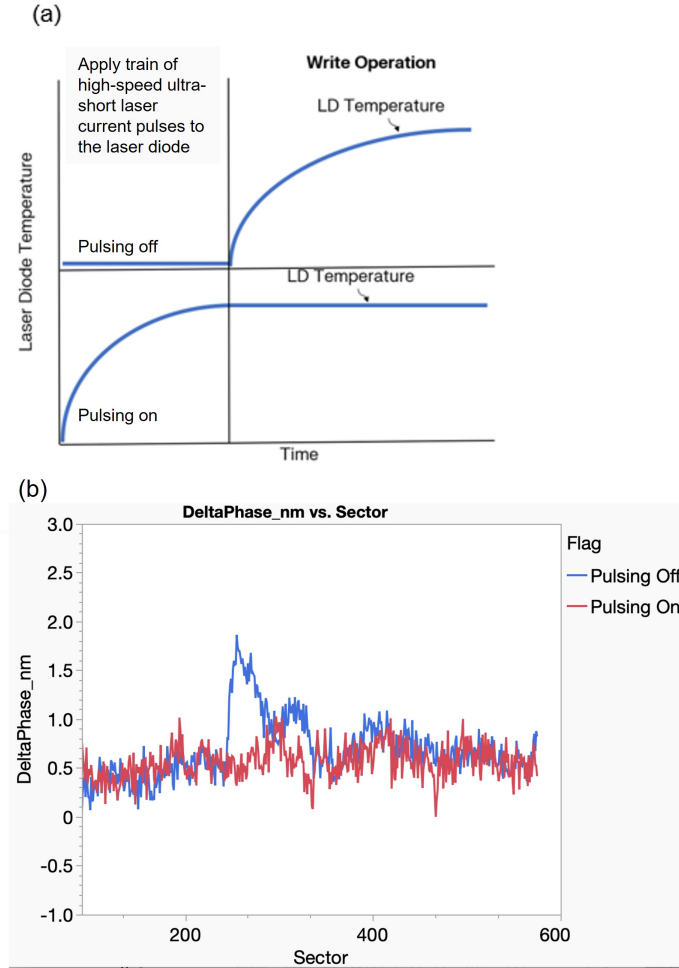 (a)
Apply train of
high-speed ultra-
short laser
current pulses to
the laser diode
Write Operation
LD Temperature
Laser Diode Temperature
Pulsing off
LD Temperature
Pulsing on
Time
(b)
DeltaPhase_nm vs. Sector
3.0
2.5
2.0
1.5
1.0
0.5
0
-0.5
-1.0
DeltaPhase_nm
200
400
600
Sector
Flag
Pulsing Off
Pulsing On